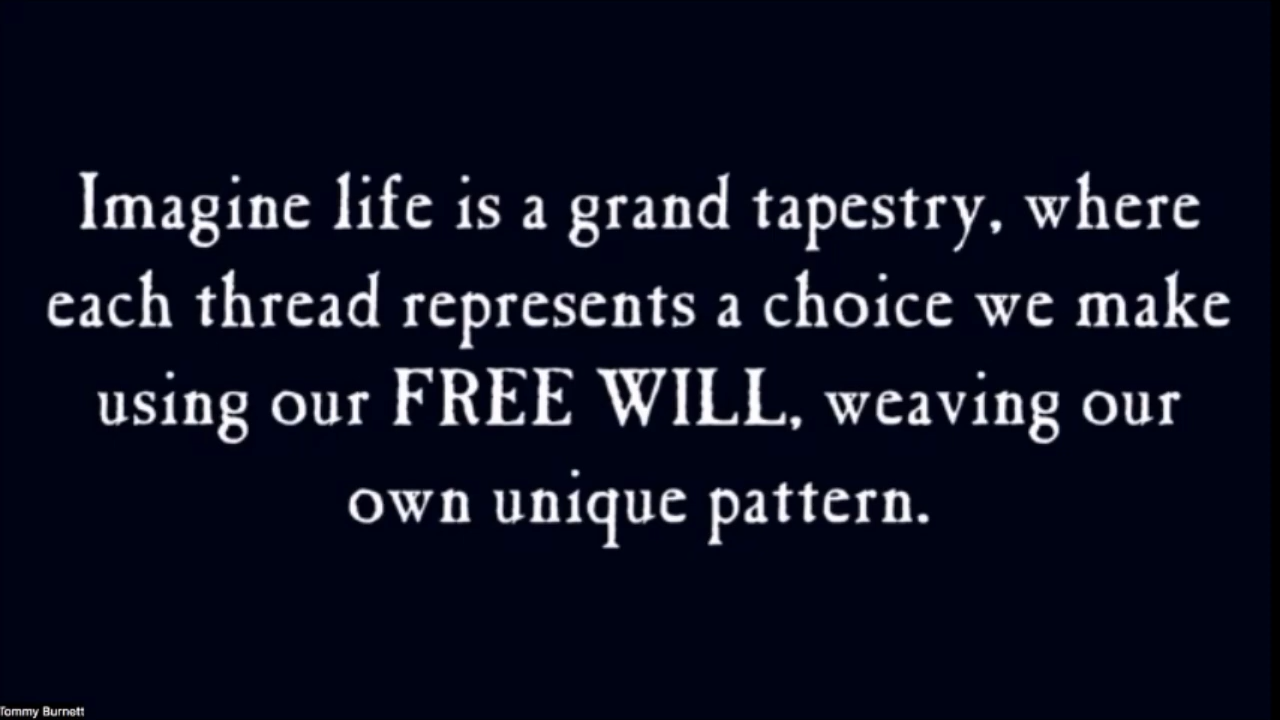 Imagine life is a grand tapestry, where
each thread represents a choice we make
using our FREE WILL, weaving our
own unique pattern.
Tommy Burnett